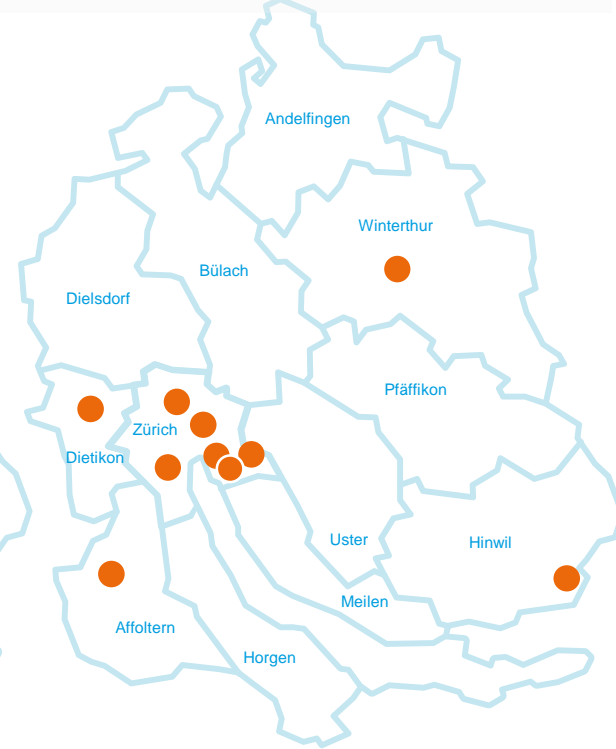 Andelfingen
Winterthur
Bülach
Dielsdorf
Pfäffikon
Zürich
Dietikon
Uster
Hinwil
Meilen
Affoltern
Horgen